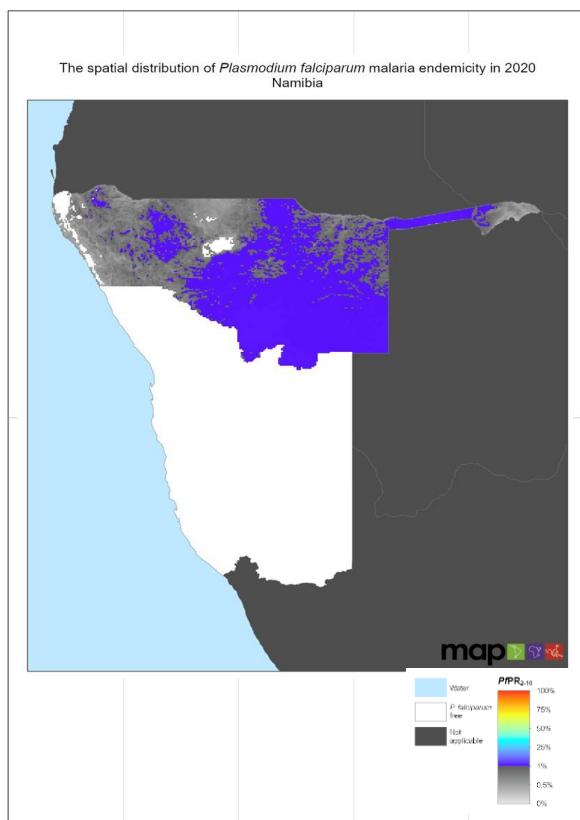 The spatial distribution of Plasmodium falciparum malaria endemicity in 2020
Namibia
map
Water
P. falciparum
free
Not
applicable
PfPR2-10
100%
75%
50%
25%
1%
0.5%
0%